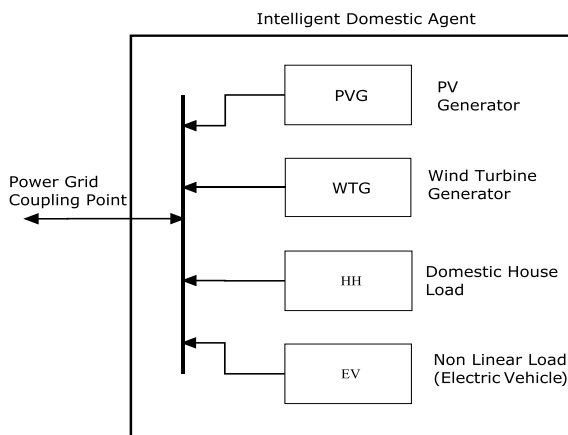 Intelligent Domestic Agent
PVG
PV
Generator
Power Grid
Coupling Point
WTG
Wind Turbine
Generator
HH
Domestic House
Load
EV
Non Linear Load
(Electric Vehicle)